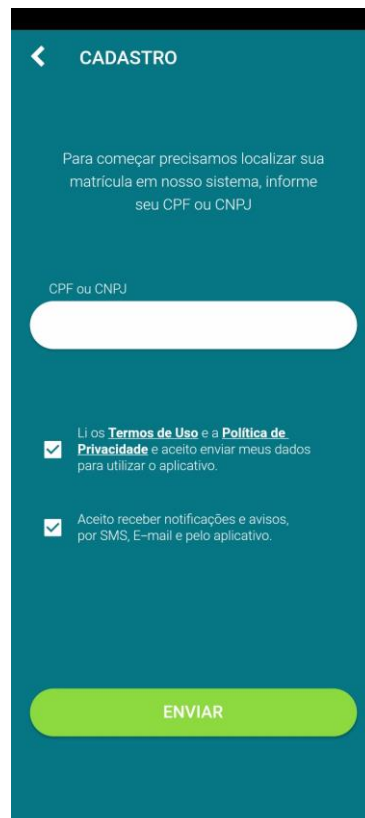 CADASTRO
Para começar precisamos localizar sua
matrícula em nosso sistema, informe
seu CPF ou CNPJ
CPF ou CNPJ
Li os Termos de Uso e a Política de
Privacidade e aceito enviar meus dados
para utilizar o aplicativo.
Aceito receber notificações e avisos,
por SMS, E-mail e pelo aplicativo.
ENVIAR